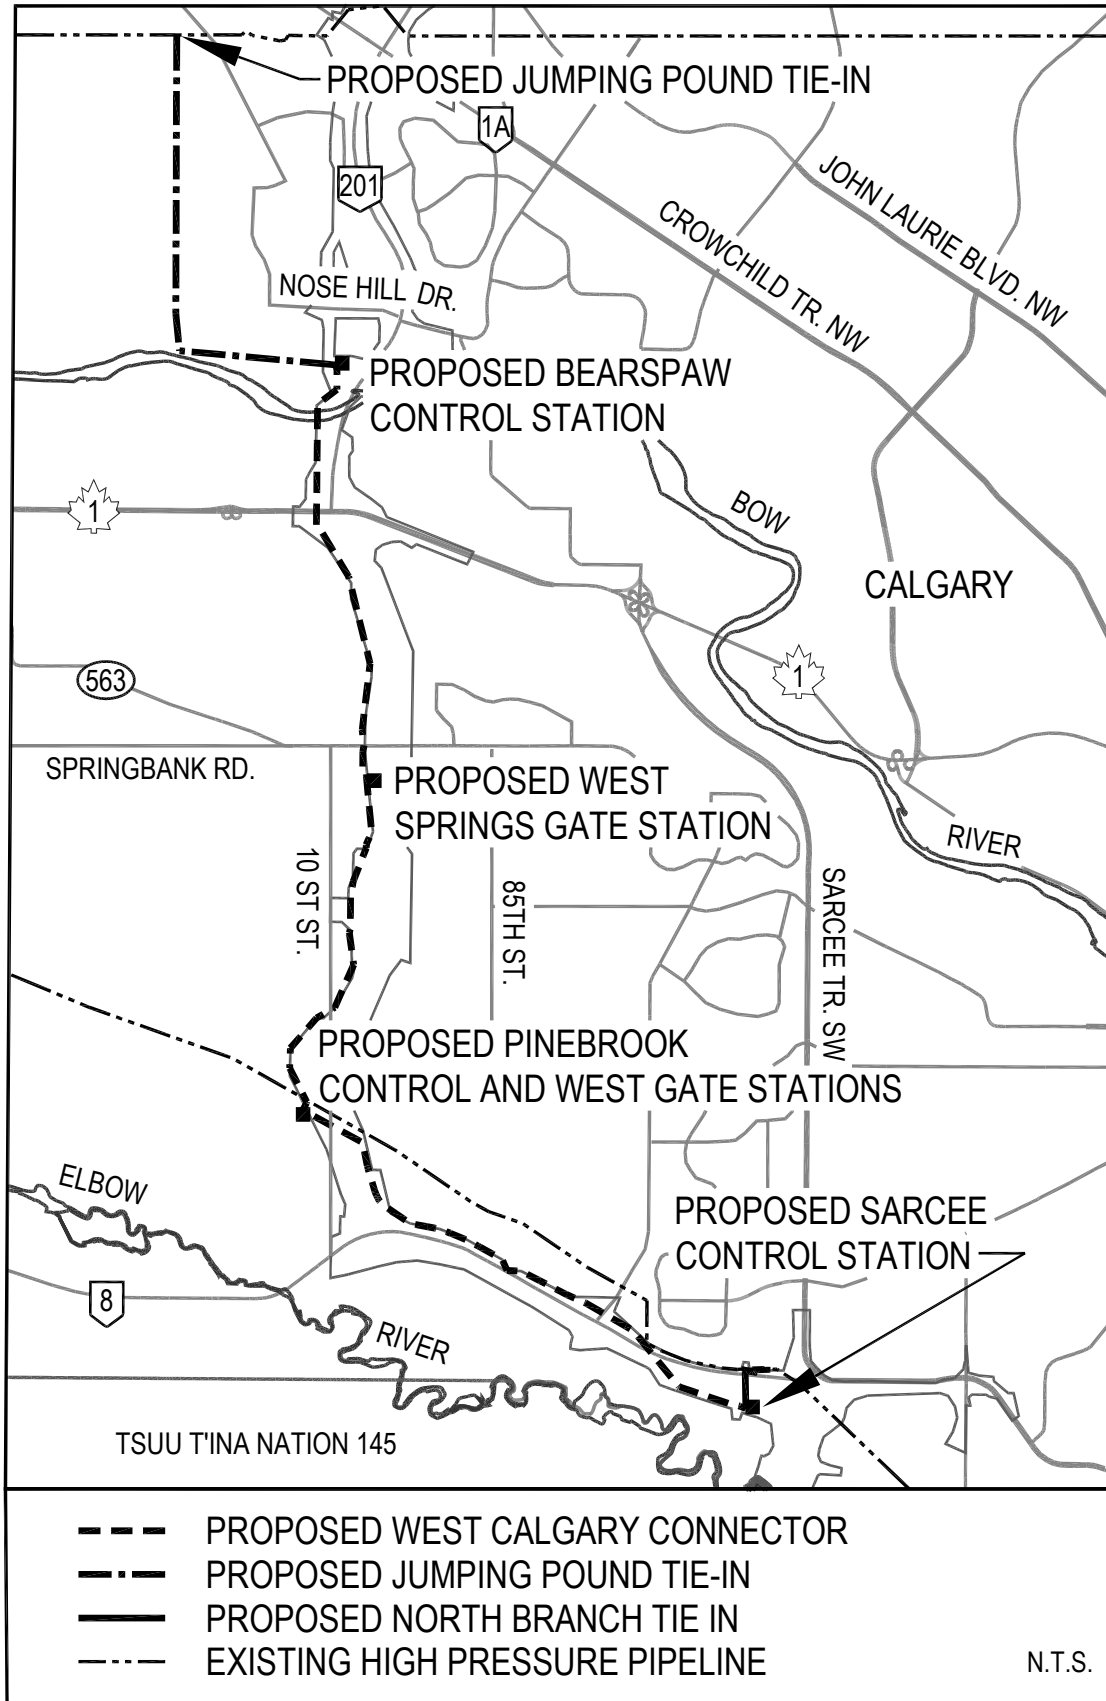 PROPOSED JUMPING POUND TIE-IN
1A
201
JOHN LAURIE BLVD. NW
CROWCHILD TR. NW
NOSE HILL DR.
PROPOSED BEARSPAW
CONTROL STATION
1
BOW
CALGARY
563
1
SPRINGBANK RD.
PROPOSED WEST
SPRINGS GATE STATION
RIVER
10 ST ST.
85TH ST.
SARCEE TR. SW
PROPOSED PINEBROOK
CONTROL AND WEST GATE STATIONS
ELBOW
PROPOSED SARCEE
CONTROL STATION
8
RIVER
TSUU T'INA NATION 145
PROPOSED WEST CALGARY CONNECTOR
PROPOSED JUMPING POUND TIE-IN
PROPOSED NORTH BRANCH TIE IN
EXISTING HIGH PRESSURE PIPELINE
N.T.S.